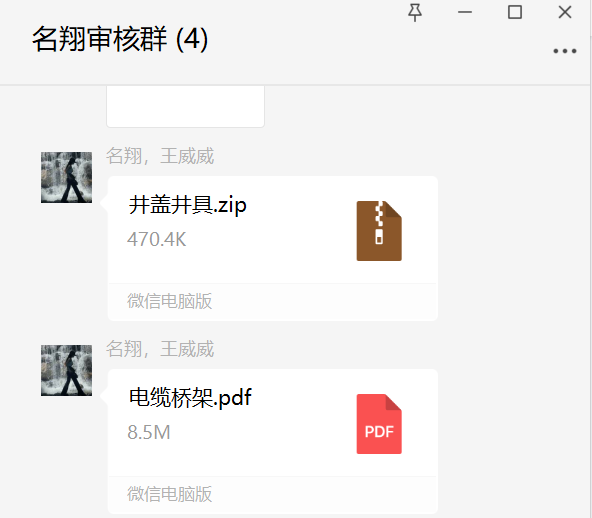 名翔审核群 (4)
名翔，王威威
井盖井具.zip
470.4K
微信电脑版
名翔，王威威
电缆桥架.pdf
8.5M
PDF
微信电脑版